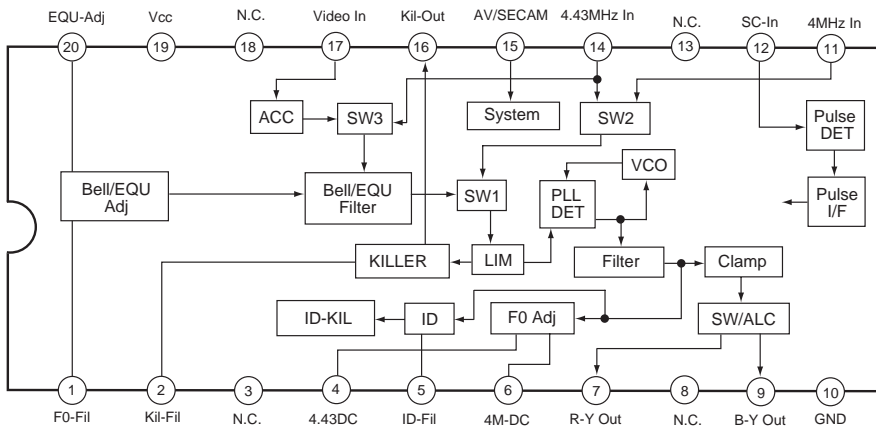 EQU-Adj Vcc N.C. Video In Kil-Out AV/SECAM 4.43MHz In N.C. SC-In 4MHz In
20 19 18 17 16 15 14 13 12 11
ACC SW3 System SW2 Pulse
DET
Bell/EQU
Adj
Bell/EQU
Filter
SW1
PLL
DET
VCO
Pulse
I/F
KILLER LIM Filter Clamp
ID-KIL ID F0 Adj SW/ALC
1 2 3 4 5 6 7 8 9 10
F0-Fil Kil-Fil N.C. 4.43DC ID-Fil 4M-DC R-Y Out N.C. B-Y Out GND